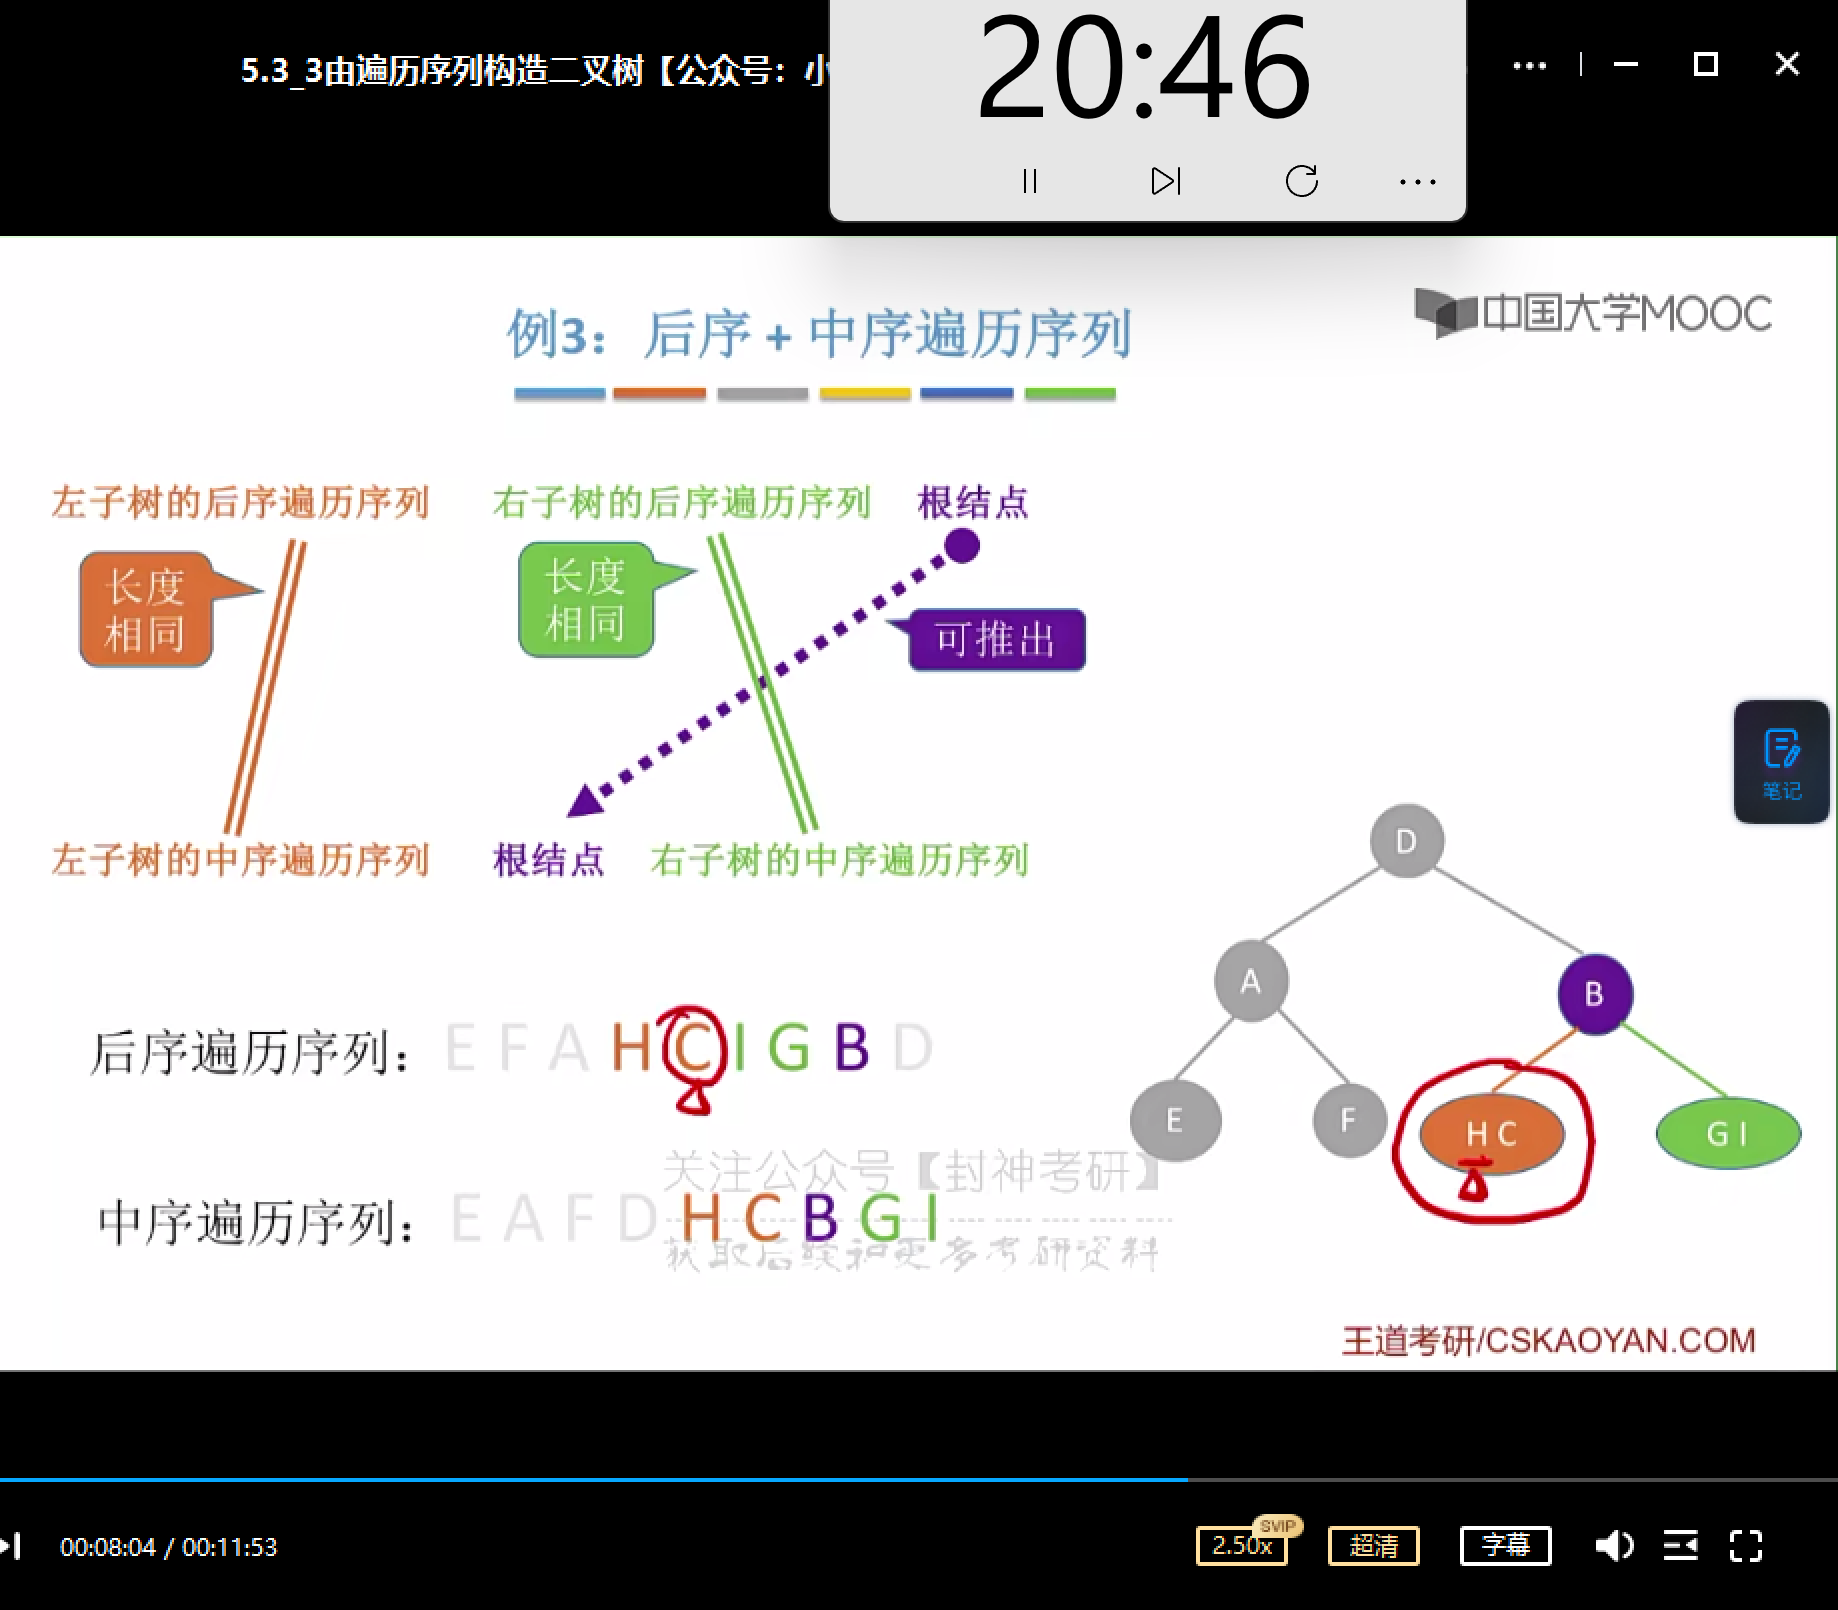 20:46
5.3_3由遍历序列构造二叉树【公众号：小
例3：后序 + 中序遍历序列
中国大学MOOC
左子树的后序遍历序列 右子树的后序遍历序列 根结点
长度
相同
长度
相同
可推出
笔记
左子树的中序遍历序列 根结点 右子树的中序遍历序列
D
A B
E F H C G I
后序遍历序列： E F A H C I G B D
关注公众号【封神考研】
中序遍历序列： E A F D H C B G I
获取后续和更多考研资料
王道考研/CSKAOYAN.COM
00:08:04 / 00:11:53
SVIP
2.50x 超清 字幕